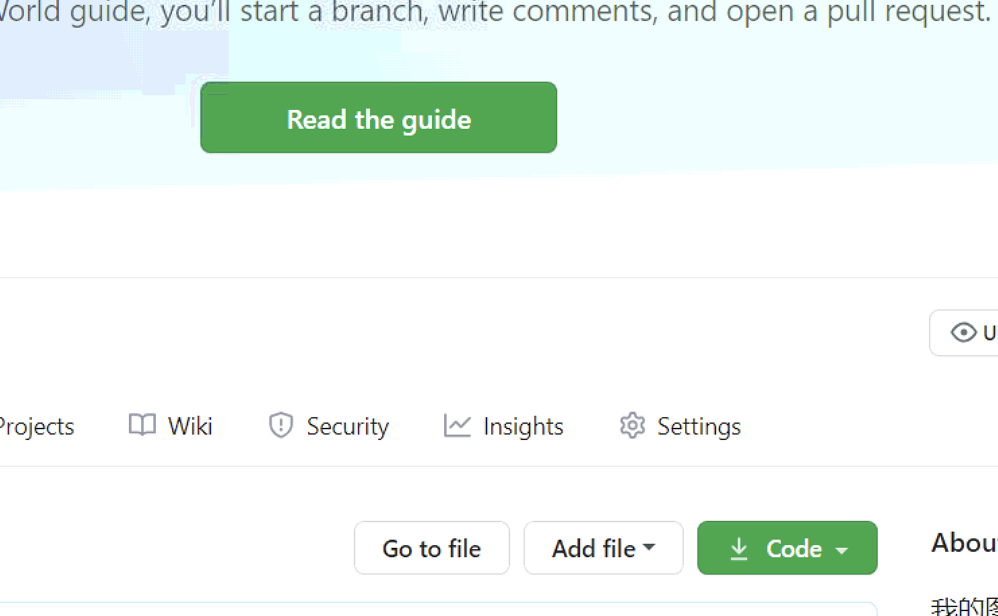 World guide, you'll start a branch, write comments, and open a pull request.
Read the guide
U
Projects Wiki Security Insights Settings
Go to file Add file Code
About
我的图